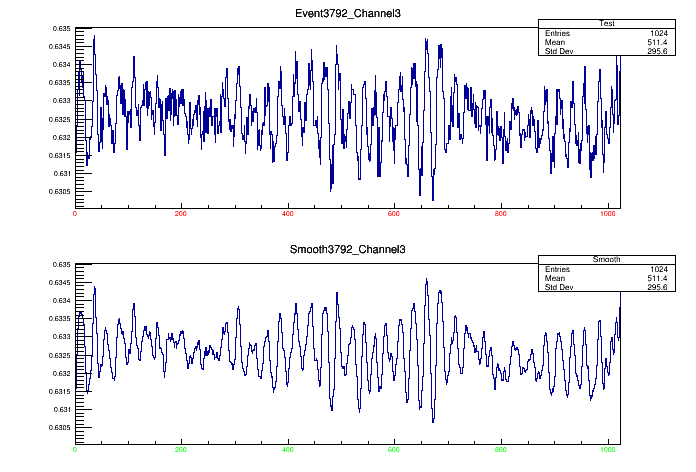 Event3792_Channel3
Test
Entries 1024
Mean 511.4
Std Dev 295.6
0.635
0.6345
0.634
0.6335
0.633
0.6325
0.632
0.6315
0.631
0.6305
0 200 400 600 800 1000
Smooth3792_Channel3
Smooth
Entries 1024
Mean 511.4
Std Dev 295.6
0.635
0.6345
0.634
0.6335
0.633
0.6325
0.632
0.6315
0.631
0.6305
0 200 400 600 800 1000